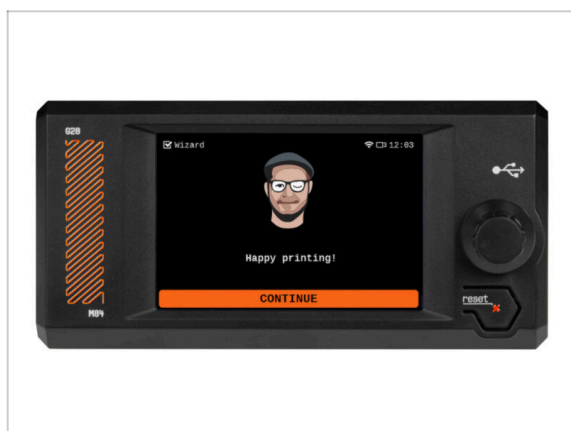 G28
Wizard
12:03
Happy printing!
CONTINUE
reset
M84